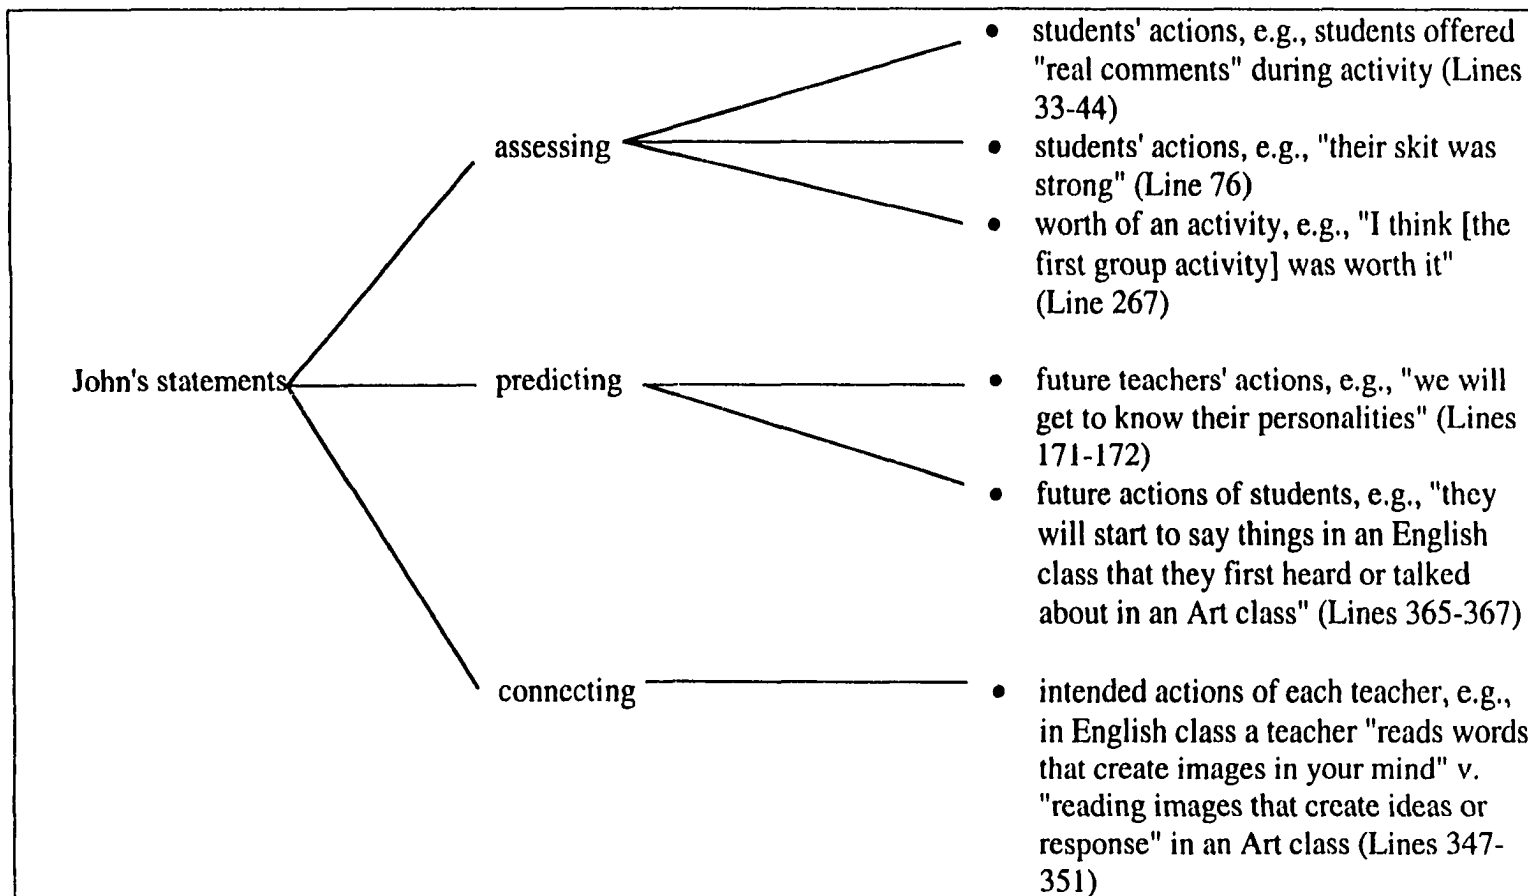 • students' actions, e.g., students offered
"real comments" during activity (Lines
33-44)
assessing
• students' actions, e.g., "their skit was
strong" (Line 76)
• worth of an activity, e.g., "I think [the
first group activity] was worth it"
(Line 267)
John's statements
predicting
• future teachers' actions, e.g., "we will
get to know their personalities" (Lines
171-172)
• future actions of students, e.g., "they
will start to say things in an English
class that they first heard or talked
about in an Art class" (Lines 365-367)
connecting
• intended actions of each teacher, e.g.,
in English class a teacher "reads words
that create images in your mind" v.
"reading images that create ideas or
response" in an Art class (Lines 347-
351)